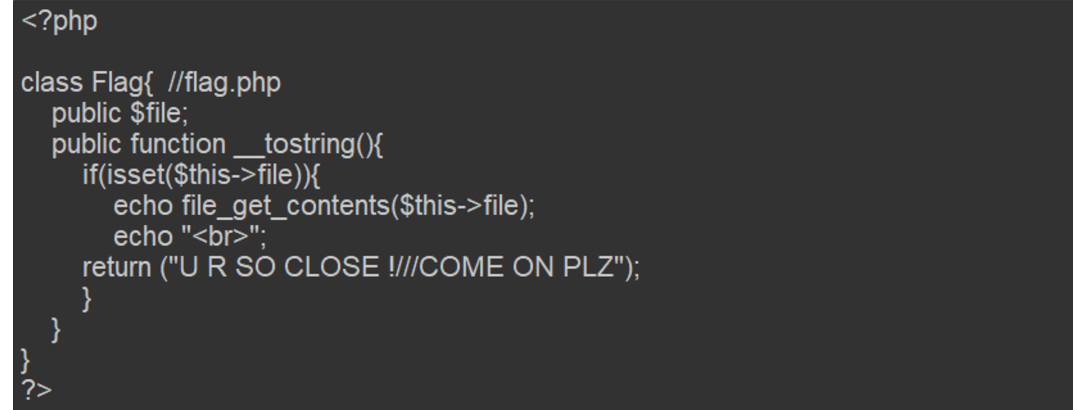 <?php
class Flag{  //flag.php
    public $file;
    public function __tostring(){
        if(isset($this->file)){
            echo file_get_contents($this->file);
            echo "<br>";
        return ("U R SO CLOSE !///COME ON PLZ");
        }
    }
}
?>